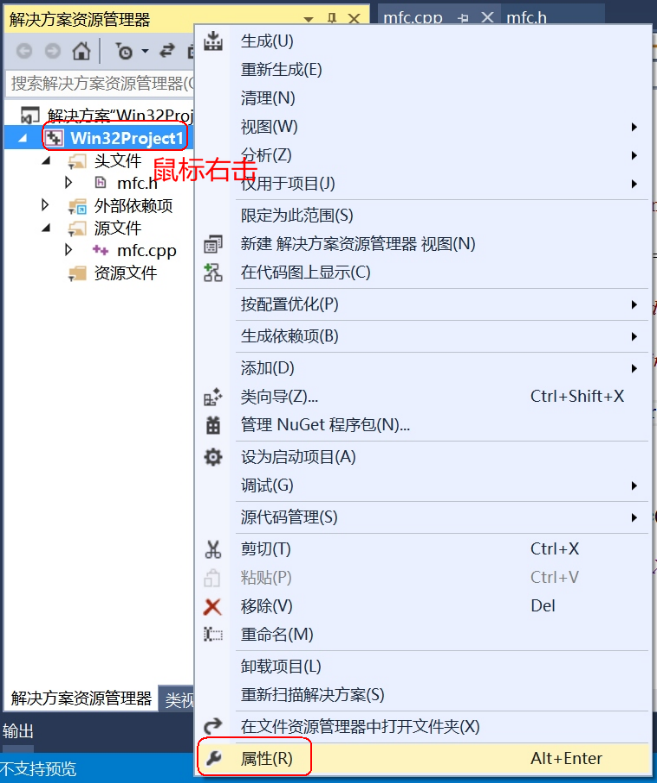 解决方案资源管理器
mfc.cpp
mfc.h
搜索解决方案资源管理器(
解决方案"Win32Proj
Win32Project1
头文件
鼠标右击
mfc.h
外部依赖项
源文件
mfc.cpp
资源文件
生成(U)
重新生成(E)
清理(N)
视图(W)
分析(Z)
仅用于项目(J)
限定为此范围(S)
新建 解决方案资源管理器 视图(N)
在代码图上显示(C)
按配置优化(P)
生成依赖项(B)
添加(D)
类向导(Z)... Ctrl+Shift+X
管理 NuGet 程序包(N)...
设为启动项目(A)
调试(G)
源代码管理(S)
剪切(T) Ctrl+X
粘贴(P) Ctrl+V
移除(V) Del
重命名(M)
卸载项目(L)
重新扫描解决方案(S)
在文件资源管理器中打开文件夹(X)
属性(R) Alt+Enter
解决方案资源管理器 类视
输出
不支持预览